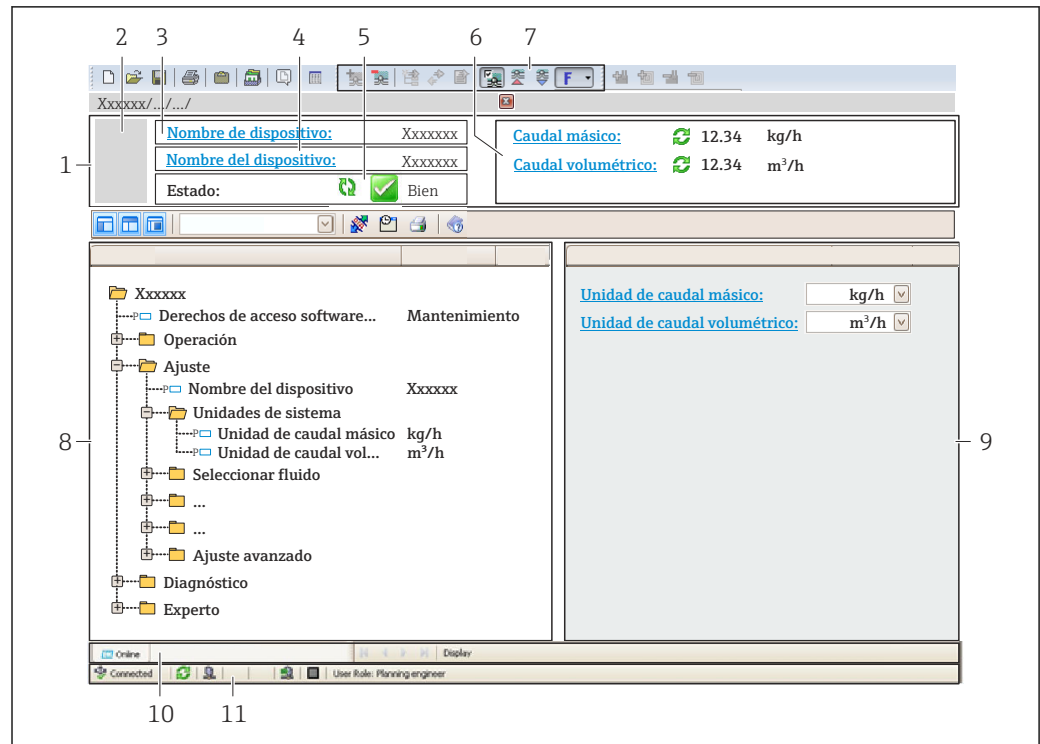 2 3 4 5 6 7
F
Xxxxxx/.../.../
1
Nombre de dispositivo: Xxxxxxx
Nombre del dispositivo: Xxxxxxx
Estado: Bien
Caudal másico: 12.34 kg/h
Caudal volumétrico: 12.34 m³/h
Xxxxxx
Derechos de acceso software... Mantenimiento
Operación
Ajuste
Nombre del dispositivo Xxxxxx
Unidades de sistema
Unidad de caudal másico kg/h
Unidad de caudal vol... m³/h
Seleccionar fluido
...
...
Ajuste avanzado
Diagnóstico
Experto
8
Unidad de caudal másico: kg/h
Unidad de caudal volumétrico: m³/h
9
Online Display
Connected User Role: Planning engineer
10 11